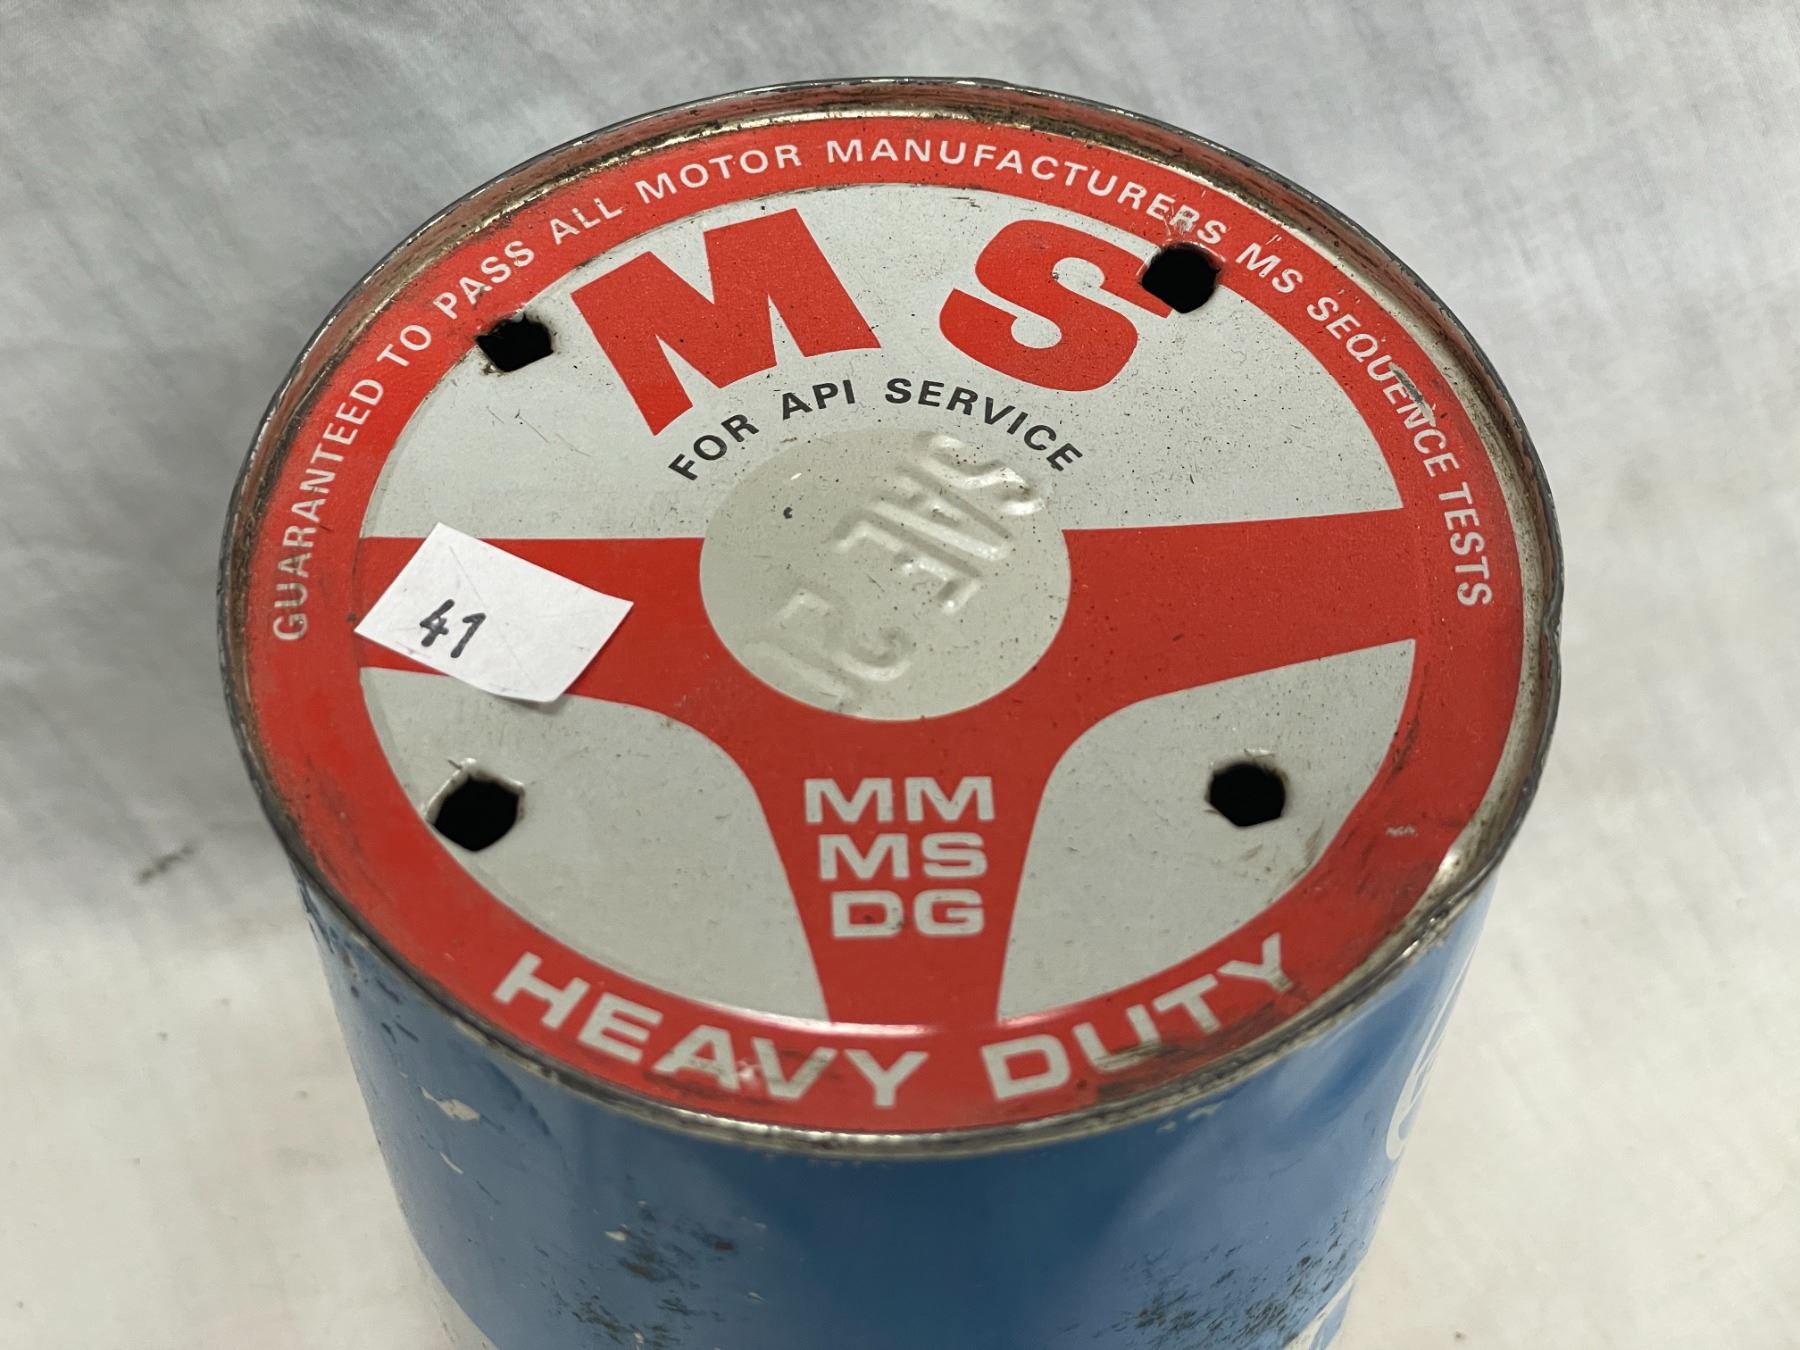 GUARANTEED TO PASS ALL MOTOR MANUFACTURERS MS SEQUENCE TESTS
MS
FOR API SERVICE
SAE 20
41
MM
MS
DG
HEAVY DUTY